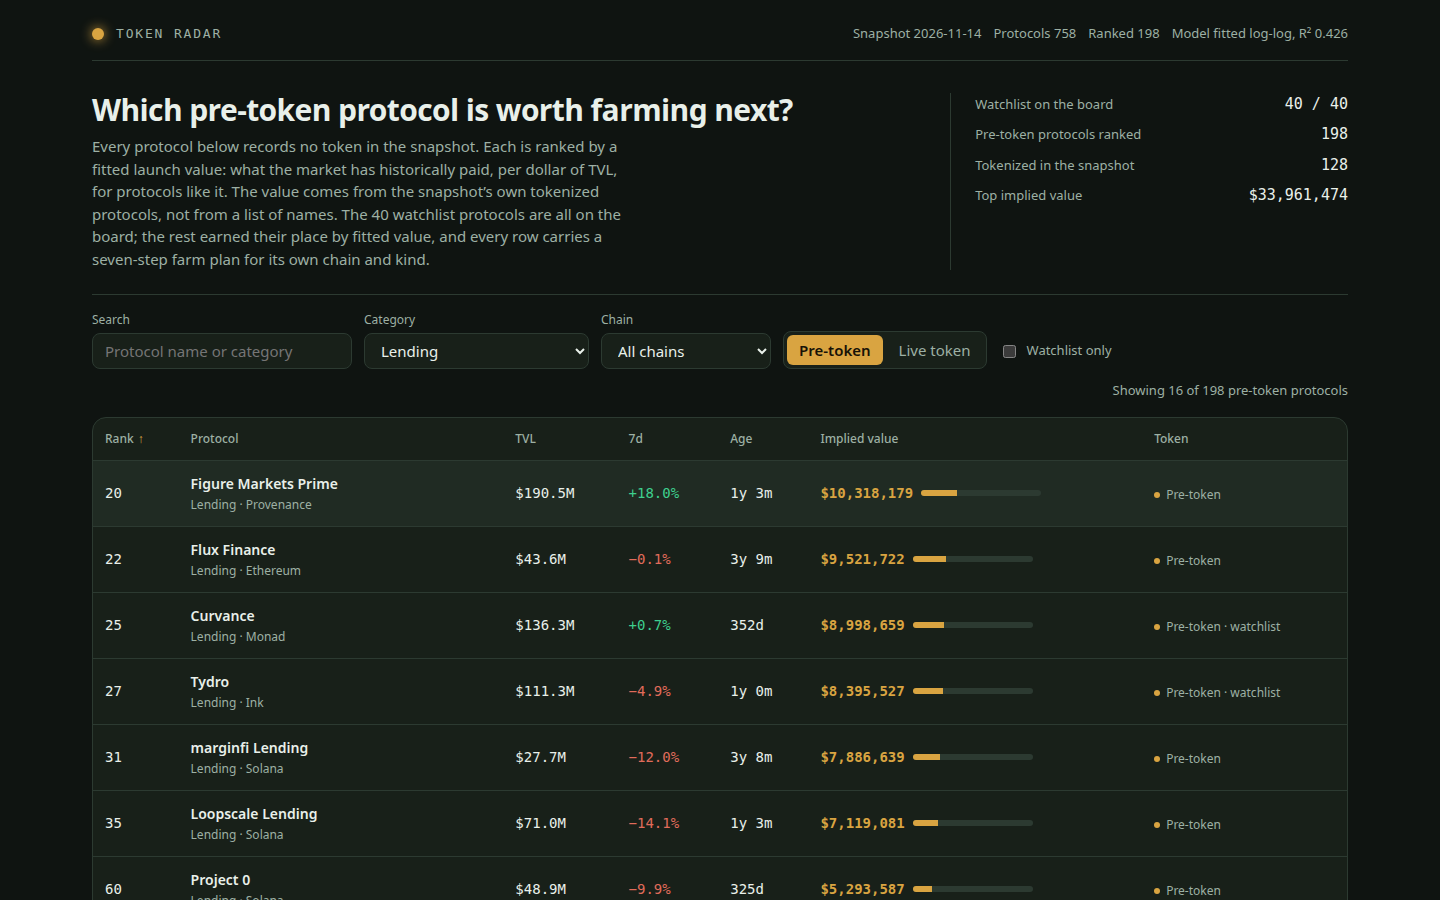 TOKEN RADAR
Snapshot 2026-11-14 Protocols 758 Ranked 198 Model fitted log-log, R² 0.426
Which pre-token protocol is worth farming next?
Every protocol below records no token in the snapshot. Each is ranked by a
fitted launch value: what the market has historically paid, per dollar of TVL,
for protocols like it. The value comes from the snapshot’s own tokenized
protocols, not from a list of names. The 40 watchlist protocols are all on the
board; the rest earned their place by fitted value, and every row carries a
seven-step farm plan for its own chain and kind.
Watchlist on the board 40 / 40
Pre-token protocols ranked 198
Tokenized in the snapshot 128
Top implied value $33,961,474
Search Category Chain
Protocol name or category Lending All chains Pre-token Live token Watchlist only
Showing 16 of 198 pre-token protocols
Rank ↑ Protocol TVL 7d Age Implied value Token
20 Figure Markets Prime $190.5M +18.0% 1y 3m $10,318,179 Pre-token
Lending · Provenance
22 Flux Finance $43.6M −0.1% 3y 9m $9,521,722 Pre-token
Lending · Ethereum
25 Curvance $136.3M +0.7% 352d $8,998,659 Pre-token · watchlist
Lending · Monad
27 Tydro $111.3M −4.9% 1y 0m $8,395,527 Pre-token · watchlist
Lending · Ink
31 marginfi Lending $27.7M −12.0% 3y 8m $7,886,639 Pre-token
Lending · Solana
35 Loopscale Lending $71.0M −14.1% 1y 3m $7,119,081 Pre-token
Lending · Solana
60 Project 0 $48.9M −9.9% 325d $5,293,587 Pre-token
Lending · Solana